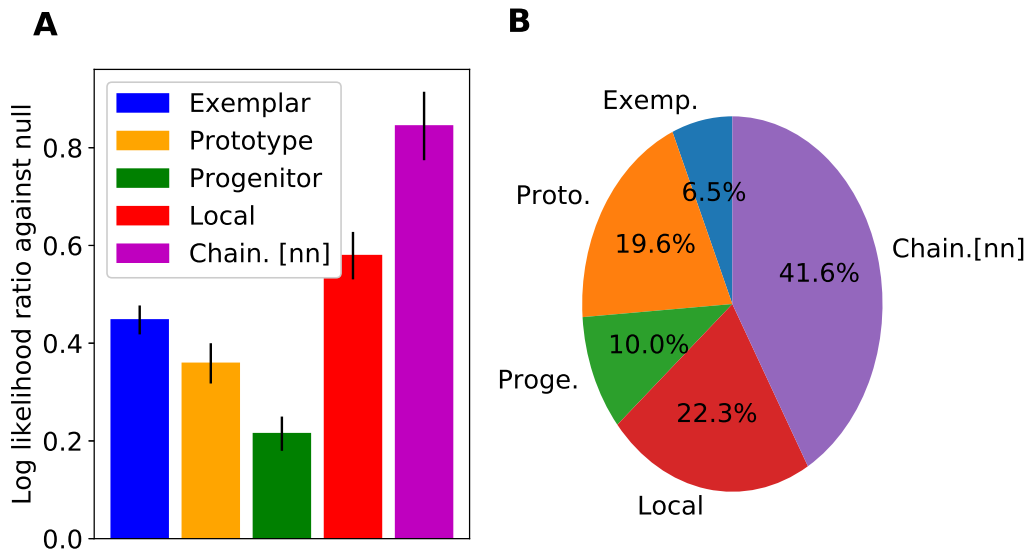 A
B
Log likelihood ratio against null
0.8
0.6
0.4
0.2
0.0
Exemplar
Prototype
Progenitor
Local
Chain. [nn]
Exemp.
6.5%
Proto.
19.6%
Chain.[nn]
41.6%
Proge.
10.0%
22.3%
Local